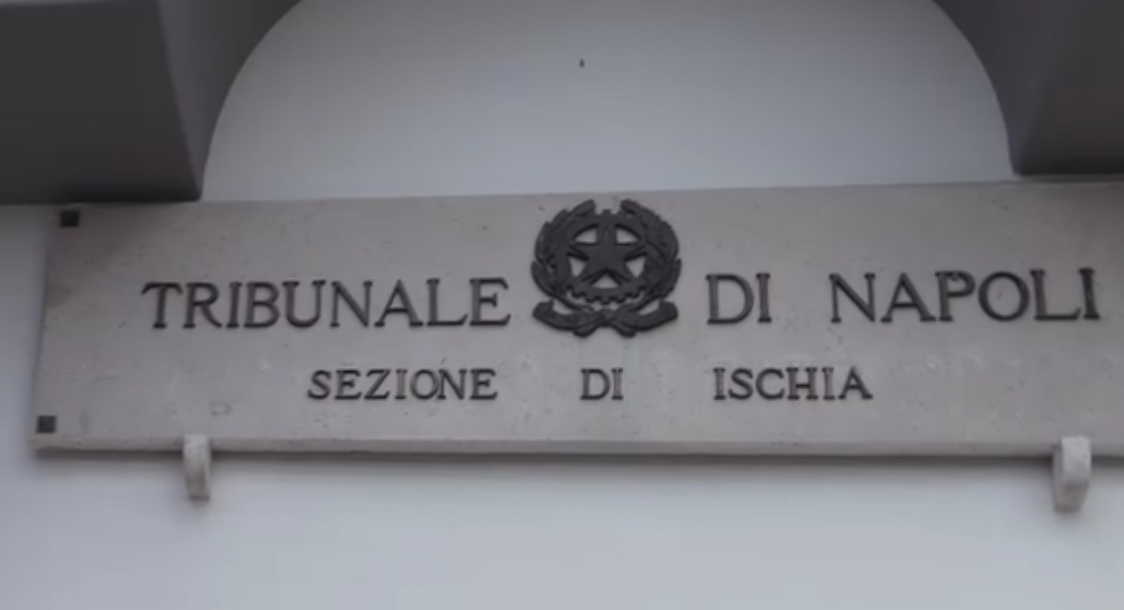 TRIBUNALE DI NAPOLI
SEZIONE DI ISCHIA